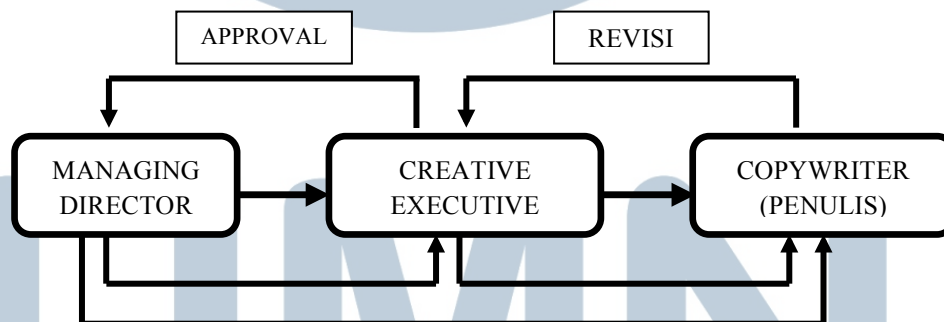 APPROVAL
REVISI
MANAGING
DIRECTOR
CREATIVE
EXECUTIVE
COPYWRITER
(PENULIS)